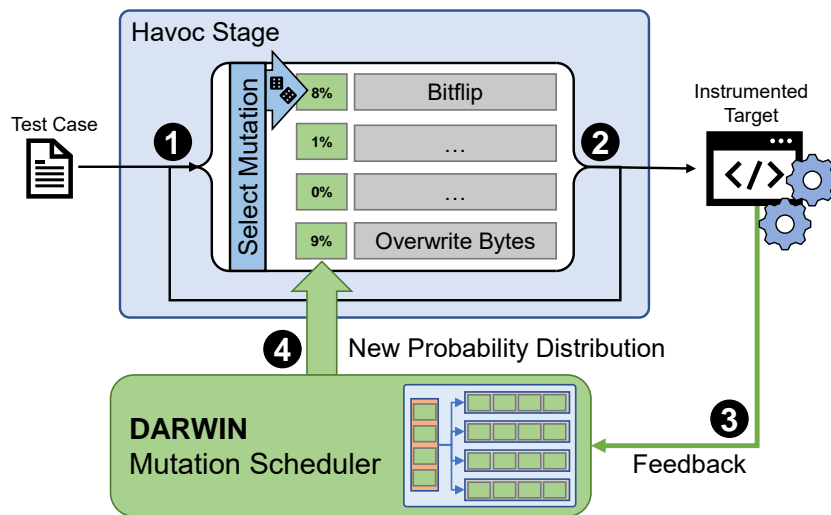 Havoc Stage
Test Case
1
Select Mutation
8%
Bitflip
1%
...
0%
...
9%
Overwrite Bytes
2
Instrumented
Target
</>
4
New Probability Distribution
3
Feedback
DARWIN
Mutation Scheduler